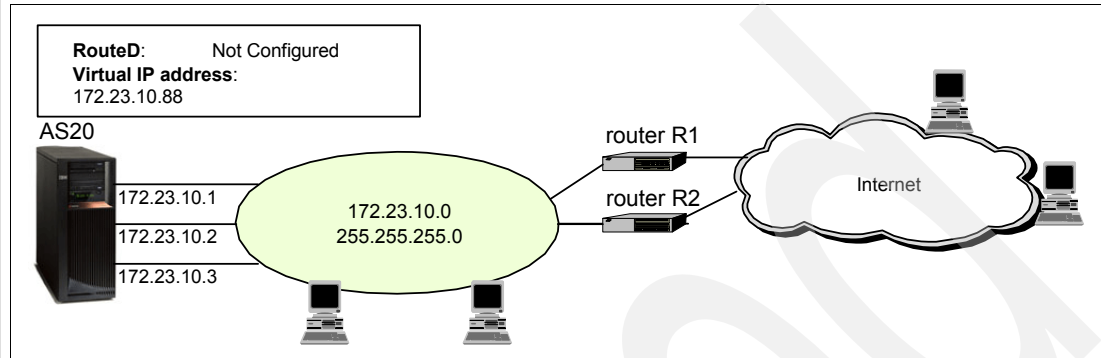 RouteD: Not Configured
Virtual IP address:
172.23.10.88
AS20
172.23.10.1
172.23.10.2
172.23.10.3
172.23.10.0
255.255.255.0
router R1
router R2
Internet